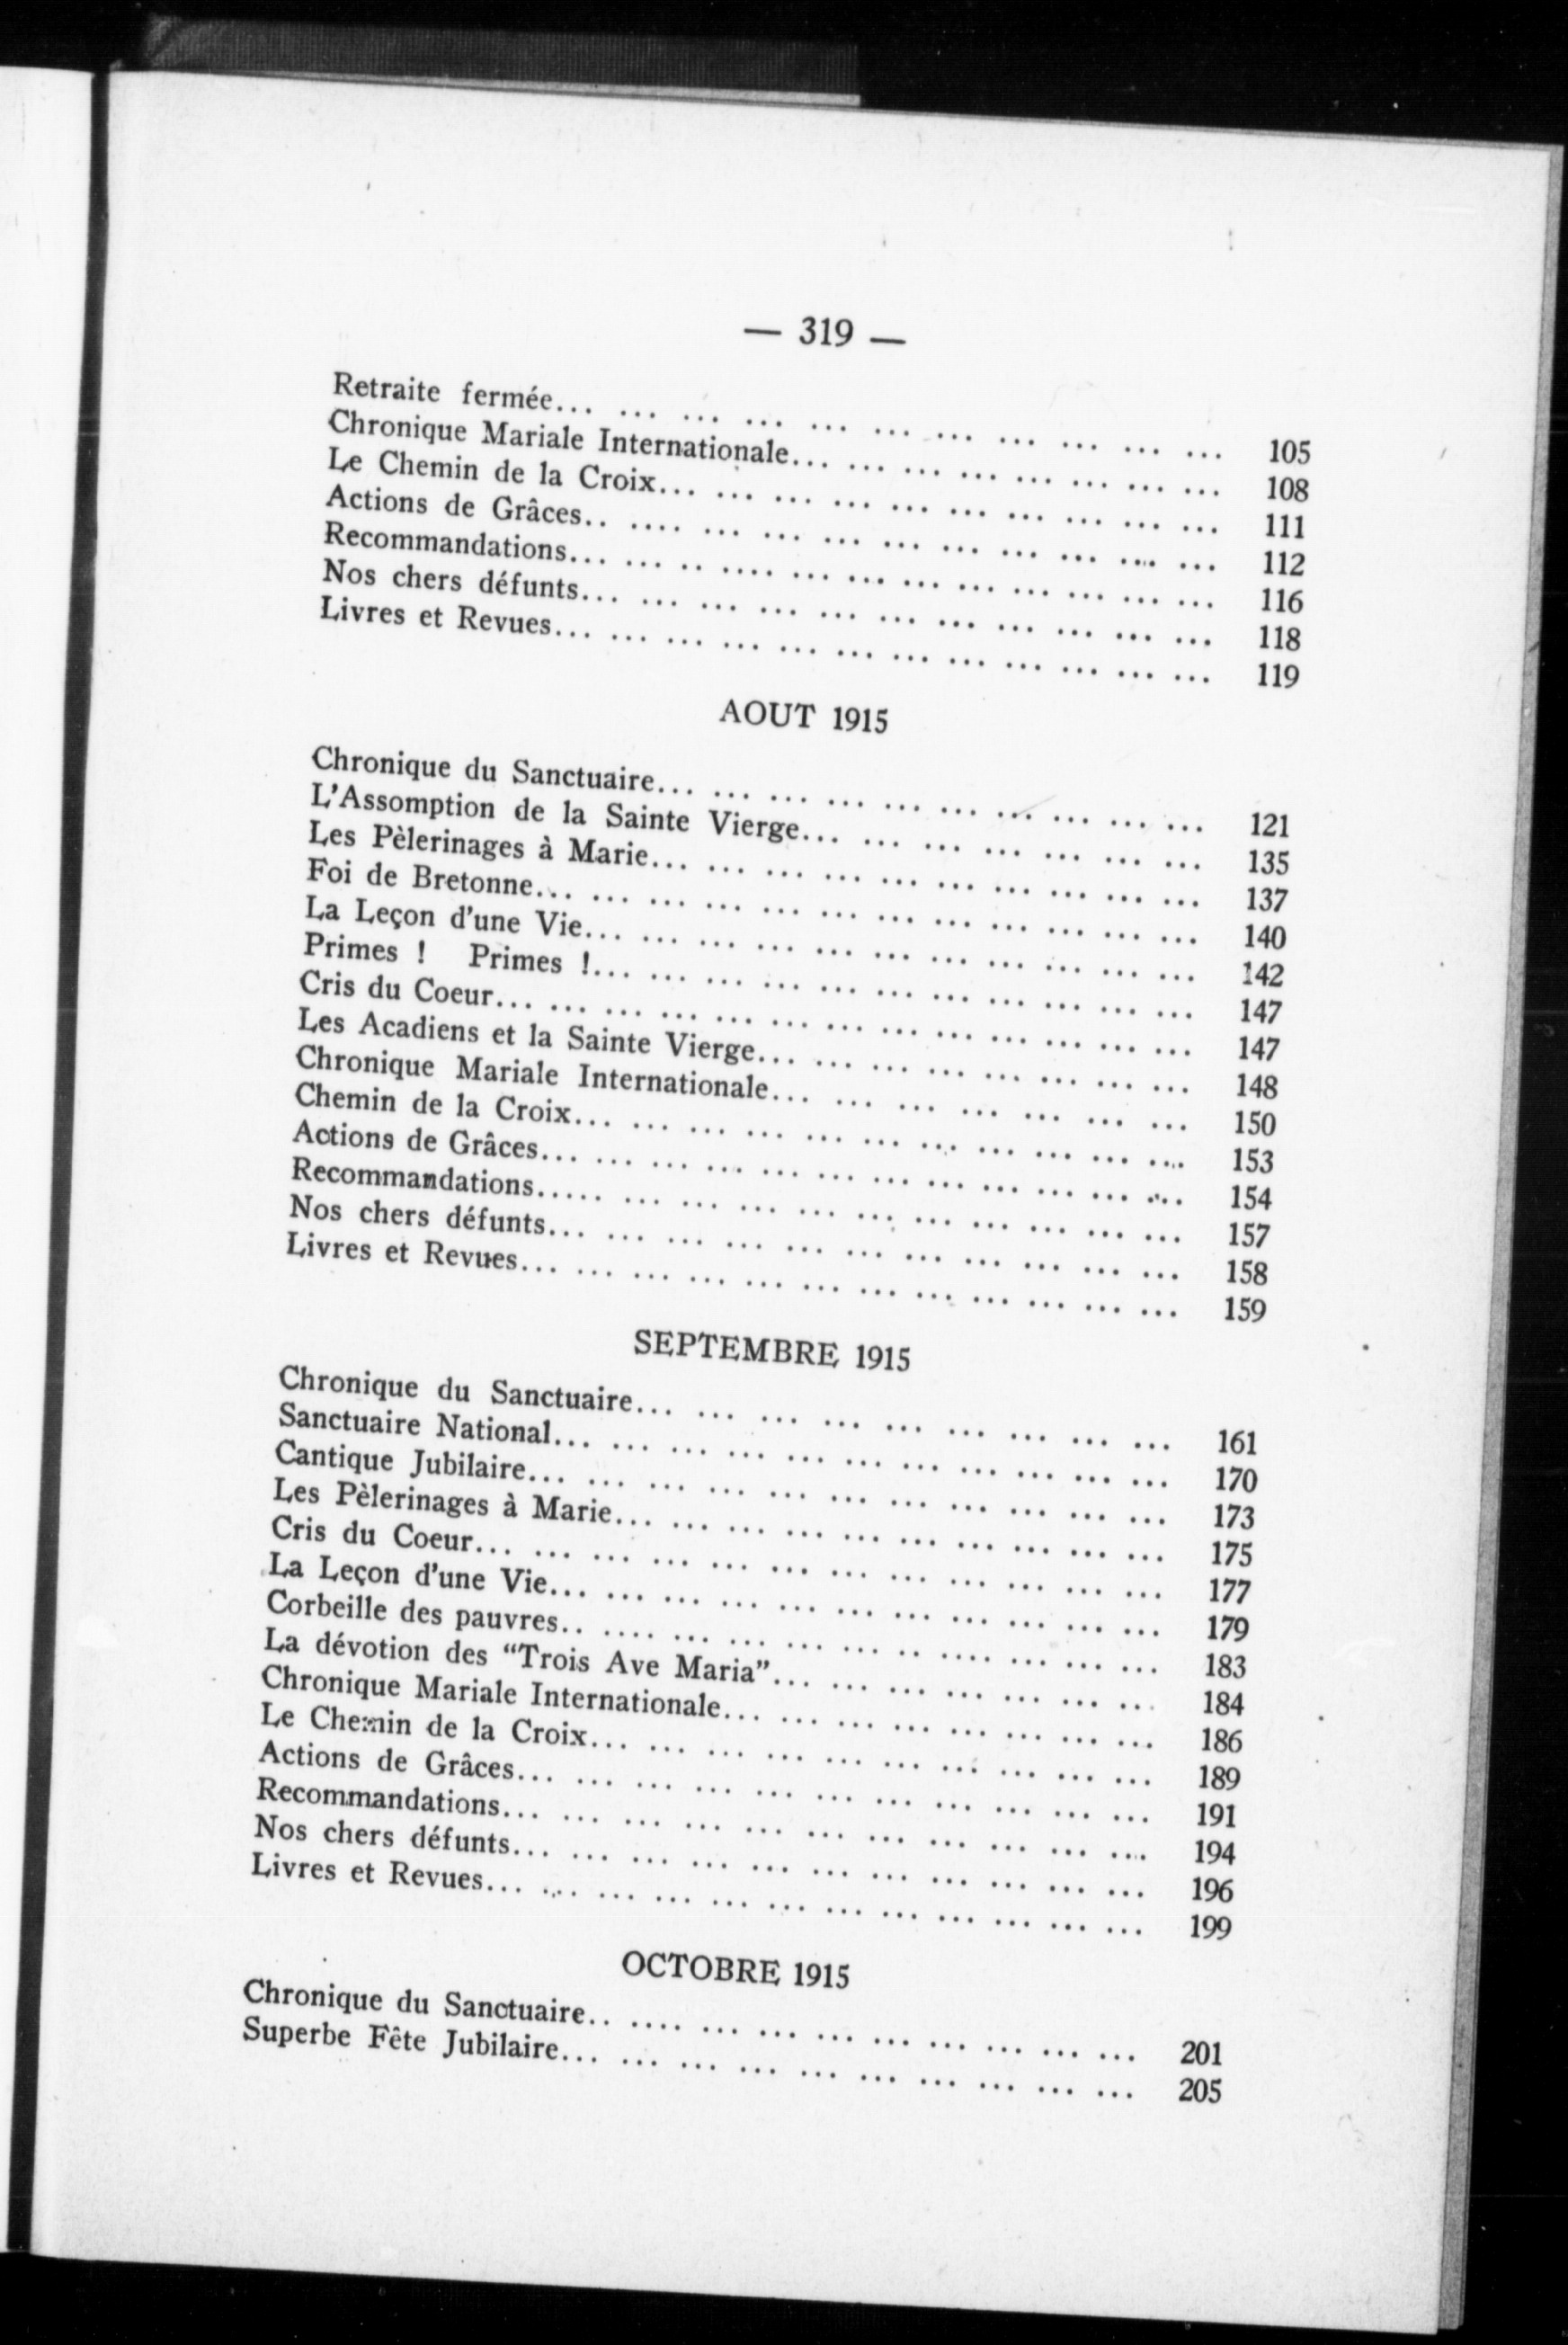 — 319 —
Retraite fermée... ... ... ... ... ... ... ... ... ... ... 105
Chronique Mariale Internationale... ... ... ... ... ... ... ... 108
Le Chemin de la Croix... ... ... ... ... ... ... ... ... ... 111
Actions de Grâces.. .... ... ... ... ... ... ... ... ... ... 112
Recommandations... ... .. .... ... ... ... ... ... ... ... ... 116
Nos chers défunts... ... ... ... ... ... ... ... ... ... ... 118
Livres et Revues... ... ... ... ... ... ... ... ... ... ... ... 119
AOUT 1915
Chronique du Sanctuaire... ... ... ... ... ... ... ... ... ... 121
L'Assomption de la Sainte Vierge... ... ... ... ... ... ... 135
Les Pèlerinages à Marie... ... ... ... ... ... ... ... ... ... 137
Foi de Bretonne... ... ... ... ... ... ... ... ... ... ... ... 140
La Leçon d'une Vie... ... ... ... ... ... ... ... ... ... ... 142
Primes ! Primes !... ... ... ... ... ... ... ... ... ... ... 147
Cris du Coeur... ... ... ... ... ... ... ... ... ... ... ... ... 147
Les Acadiens et la Sainte Vierge... ... ... ... ... ... ... ... 148
Chronique Mariale Internationale... ... ... ... ... ... ... 150
Chemin de la Croix... ... ... ... ... ... ... ... ... ... ... 153
Actions de Grâces... ... ... ... ... ... ... ... ... ... ... ... 154
Recommandations..... ... ... ... ... ... ... ... ... ... ... 157
Nos chers défunts... ... ... ... ... ... ... ... ... ... ... 158
Livres et Revues... ... ... ... ... ... ... ... ... ... ... ... 159
SEPTEMBRE 1915
Chronique du Sanctuaire... ... ... ... ... ... ... ... ... 161
Sanctuaire National... ... ... ... ... ... ... ... ... ... ... 170
Cantique Jubilaire... ... ... ... ... ... ... ... ... ... ... 173
Les Pèlerinages à Marie... ... ... ... ... ... ... ... ... ... 175
Cris du Coeur... ... ... ... ... ... ... ... ... ... ... ... 177
La Leçon d'une Vie... ... ... ... ... ... ... ... ... ... ... 179
Corbeille des pauvres.. .... ... ... ... ... .. .... ... ... ... 183
La dévotion des “Trois Ave Maria”... ... ... ... ... ... ... 184
Chronique Mariale Internationale... ... ... ... ... ... ... ... 186
Le Chemin de la Croix... ... ... ... ... ... ... ... ... ... 189
Actions de Grâces... ... ... ... ... ... ... ... ... ... ... 191
Recommandations... ... ... ... ... ... ... ... ... ... ... 194
Nos chers défunts... ... ... ... ... ... ... ... ... ... ... 196
Livres et Revues... ... ... ... ... ... ... ... ... ... ... ... 199
OCTOBRE 1915
Chronique du Sanctuaire.. .... ... ... ... ... ... ... ... ... 201
Superbe Fête Jubilaire... ... ... ... ... ... ... ... ... ... 205